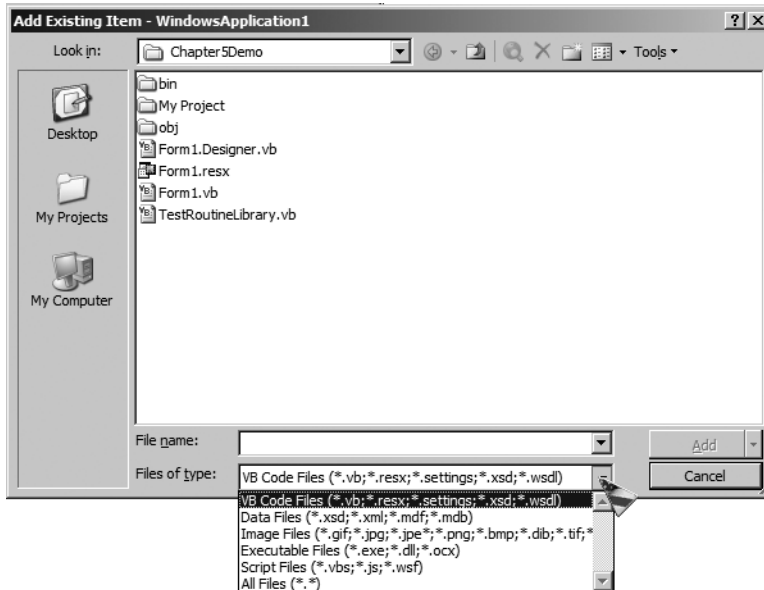 Add Existing Item - WindowsApplication1
Look in:
Chapter5Demo
Tools
Desktop
My Projects
My Computer
bin
My Project
obj
Form1.Designer.vb
Form1.resx
Form1.vb
TestRoutineLibrary.vb
File name:
Add
Files of type:
VB Code Files (*.vb;*.resx;*.settings;*.xsd;*.wsdl)
Cancel
VB Code Files (*.vb;*.resx;*.settings;*.xsd;*.wsdl)
Data Files (*.xsd;*.xml;*.mdf;*.mdb)
Image Files (*.gif;*.jpg;*.jpe*;*.png;*.bmp;*.dib;*.tif;*
Executable Files (*.exe;*.dll;*.ocx)
Script Files (*.vbs;*.js;*.wsf)
All Files (*.*)